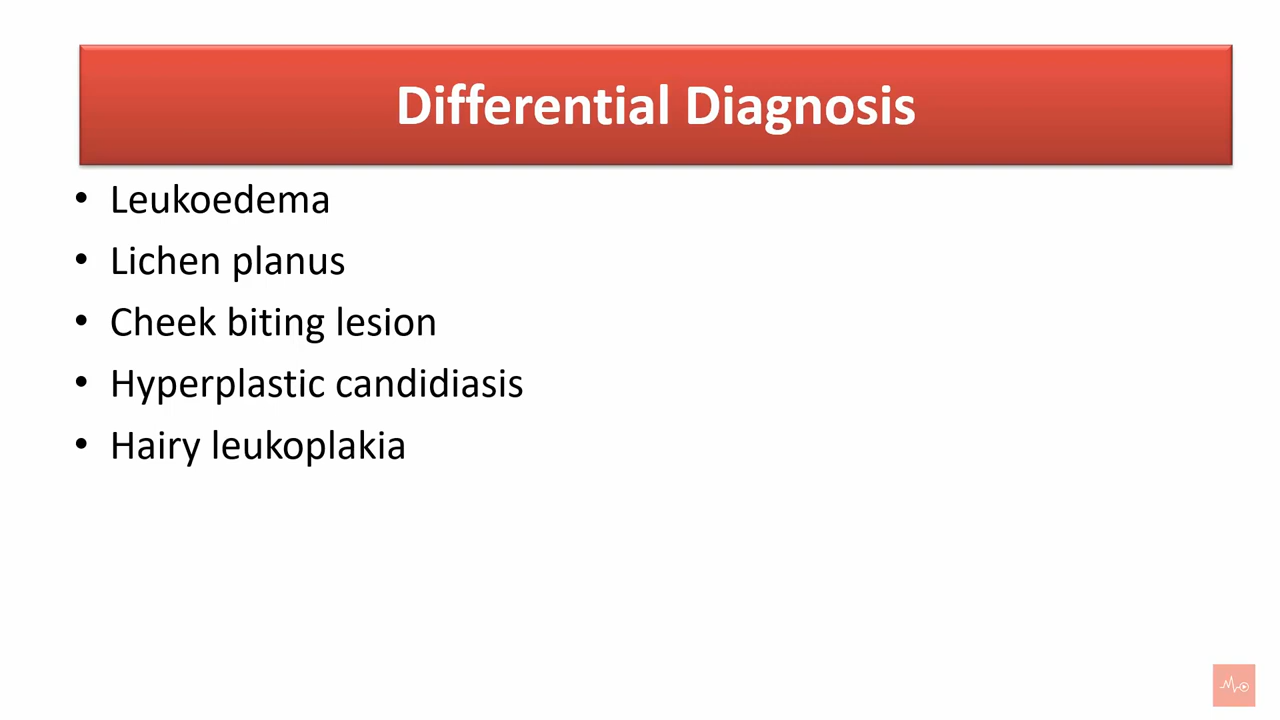 Differential Diagnosis
• Leukoedema
• Lichen planus
• Cheek biting lesion
• Hyperplastic candidiasis
• Hairy leukoplakia